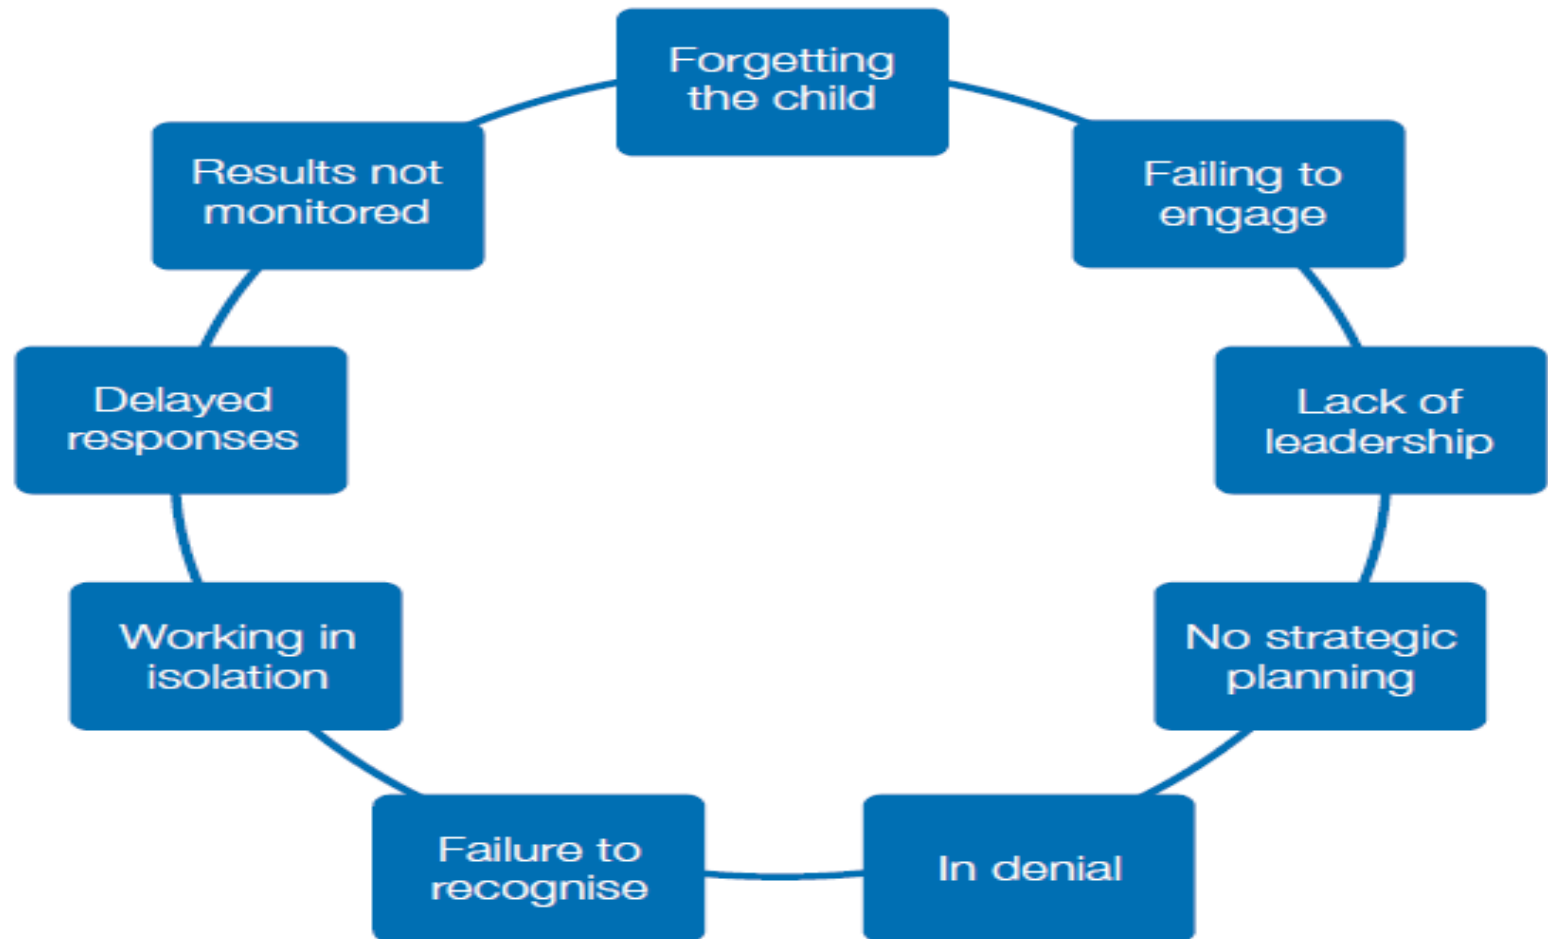 Forgetting
the child
Failing to
engage
Lack of
leadership
No strategic
planning
In denial
Failure to
recognise
Working in
isolation
Delayed
responses
Results not
monitored